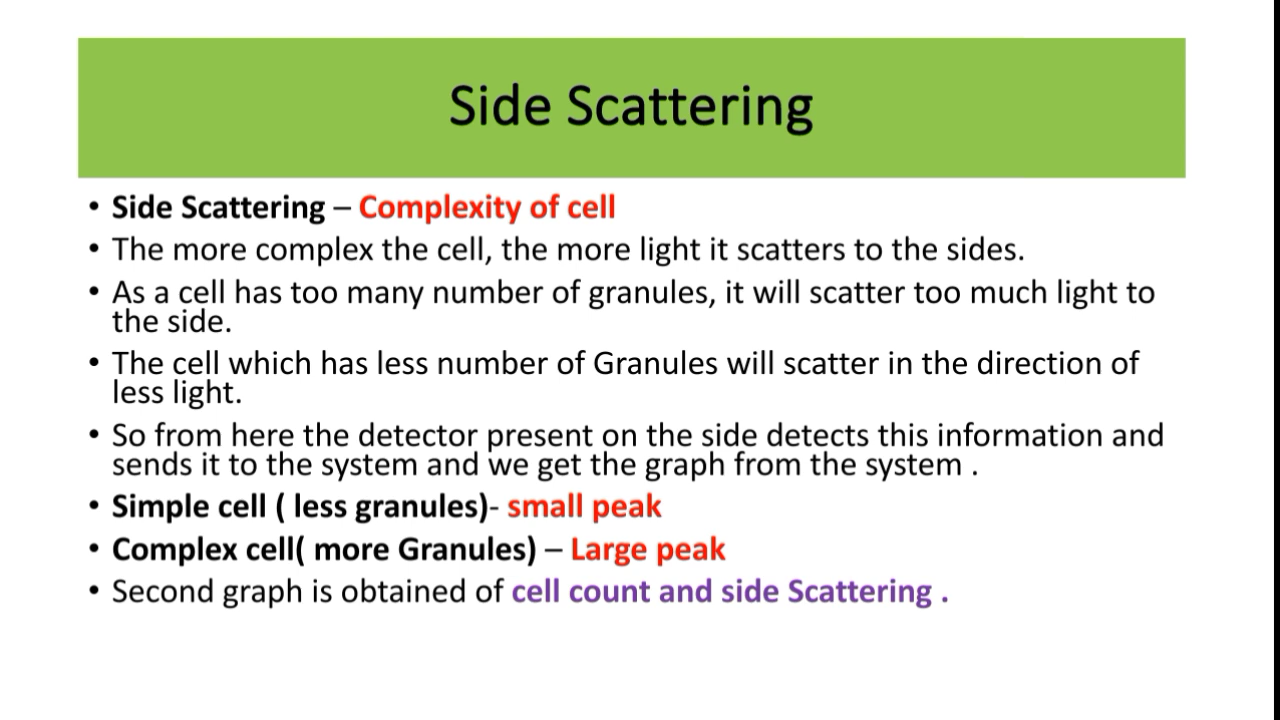 Side Scattering
• Side Scattering – Complexity of cell
• The more complex the cell, the more light it scatters to the sides.
• As a cell has too many number of granules, it will scatter too much light to
the side.
• The cell which has less number of Granules will scatter in the direction of
less light.
• So from here the detector present on the side detects this information and
sends it to the system and we get the graph from the system .
• Simple cell ( less granules)- small peak
• Complex cell( more Granules) – Large peak
• Second graph is obtained of cell count and side Scattering .